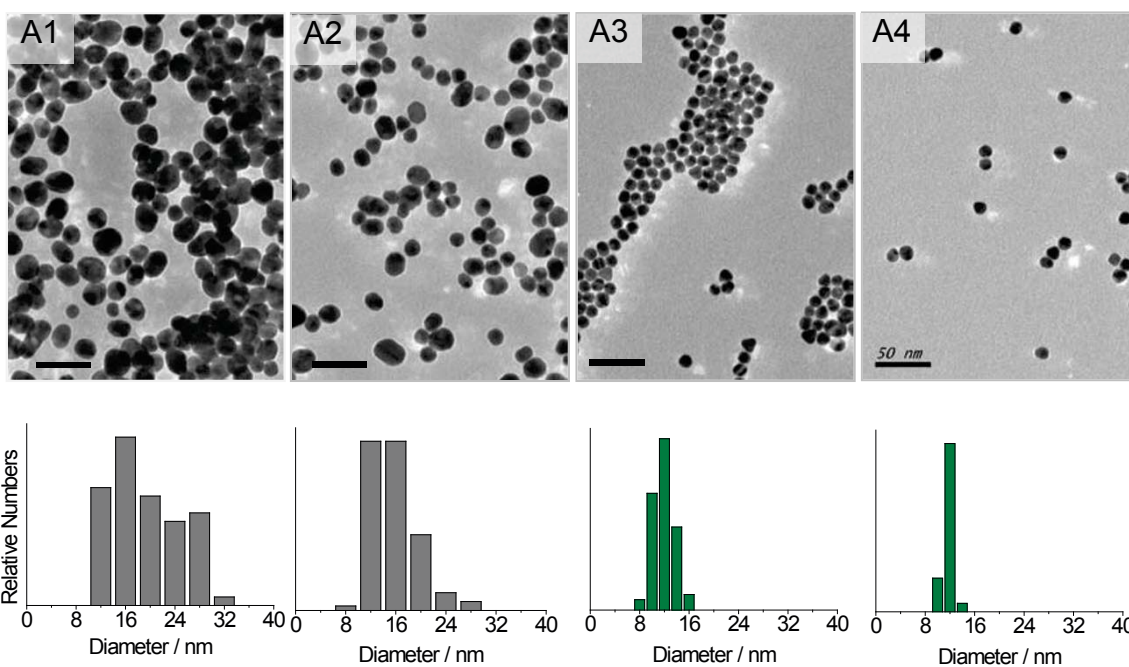 A1 A2 A3 A4
50 nm
Relative Numbers
0 8 16 24 32 40 0 8 16 24 32 40 0 8 16 24 32 40 0 8 16 24 32 40
Diameter / nm Diameter / nm Diameter / nm Diameter / nm